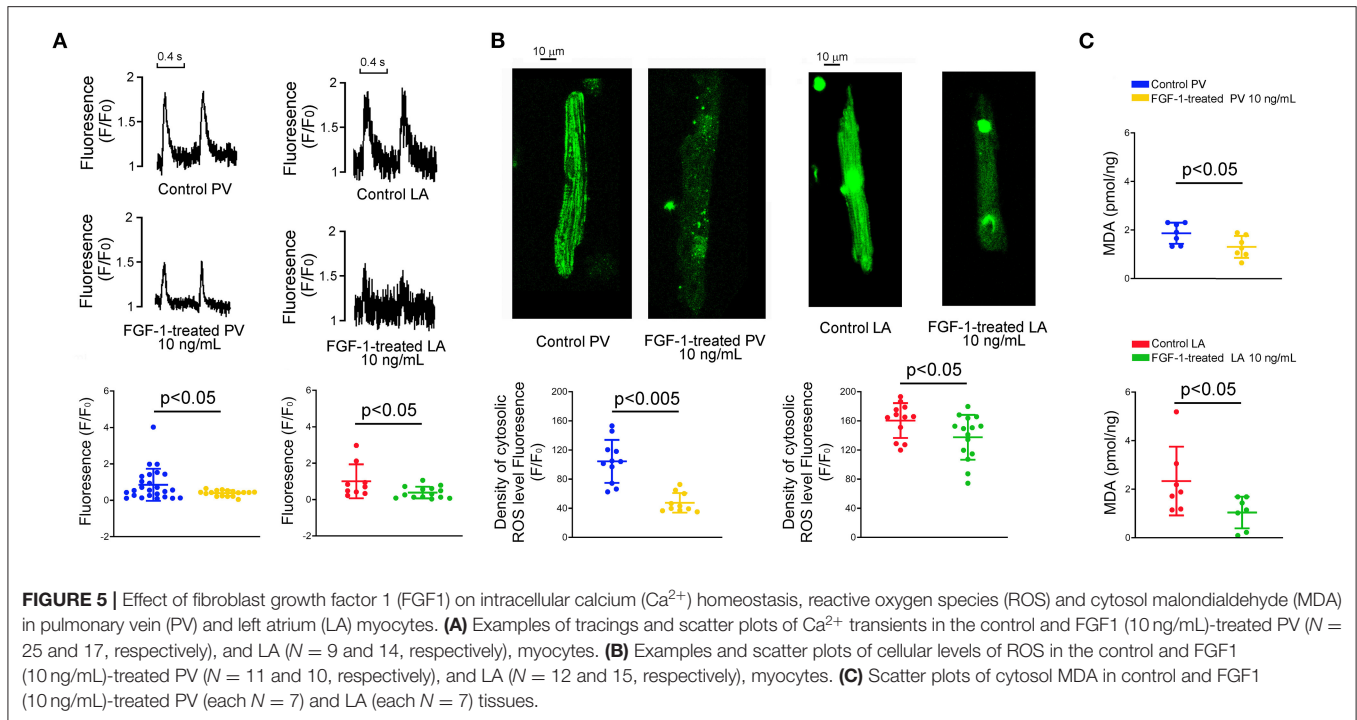 A
0.4 s
0.4 s
2
1.5
1
Fluoresence
(F/F0)
Control PV
2
1.5
1
Fluoresence
(F/F0)
Control LA
2
1.5
1
Fluoresence
(F/F0)
FGF-1-treated PV
10 ng/mL
2
1.5
1
Fluoresence
(F/F0)
FGF-1-treated LA
10 ng/mL
Fluoresence (F/F0)
6
4
2
0
-2
p<0.05
Fluoresence (F/F0)
6
4
2
0
-2
p<0.05
B
10 μm
10 μm
Control PV
FGF-1-treated PV
10 ng/mL
Control LA
FGF-1-treated LA
10 ng/mL
Density of cytosolic
ROS level Fluoresence
(F/F0)
200
160
120
80
40
0
p<0.005
Density of cytosolic
ROS level Fluoresence
(F/F0)
200
160
120
80
40
0
p<0.05
C
Control PV
FGF-1-treated PV 10 ng/mL
MDA (pmol/ng)
6
4
2
0
p<0.05
Control LA
FGF-1-treated LA 10 ng/mL
MDA (pmol/ng)
6
4
2
0
p<0.05
FIGURE 5 | Effect of fibroblast growth factor 1 (FGF1) on intracellular calcium (Ca²⁺) homeostasis, reactive oxygen species (ROS) and cytosol malondialdehyde (MDA)
in pulmonary vein (PV) and left atrium (LA) myocytes. (A) Examples of tracings and scatter plots of Ca²⁺ transients in the control and FGF1 (10 ng/mL)-treated PV (N =
25 and 17, respectively), and LA (N = 9 and 14, respectively), myocytes. (B) Examples and scatter plots of cellular levels of ROS in the control and FGF1
(10 ng/mL)-treated PV (N = 11 and 10, respectively), and LA (N = 12 and 15, respectively), myocytes. (C) Scatter plots of cytosol MDA in control and FGF1
(10 ng/mL)-treated PV (each N = 7) and LA (each N = 7) tissues.